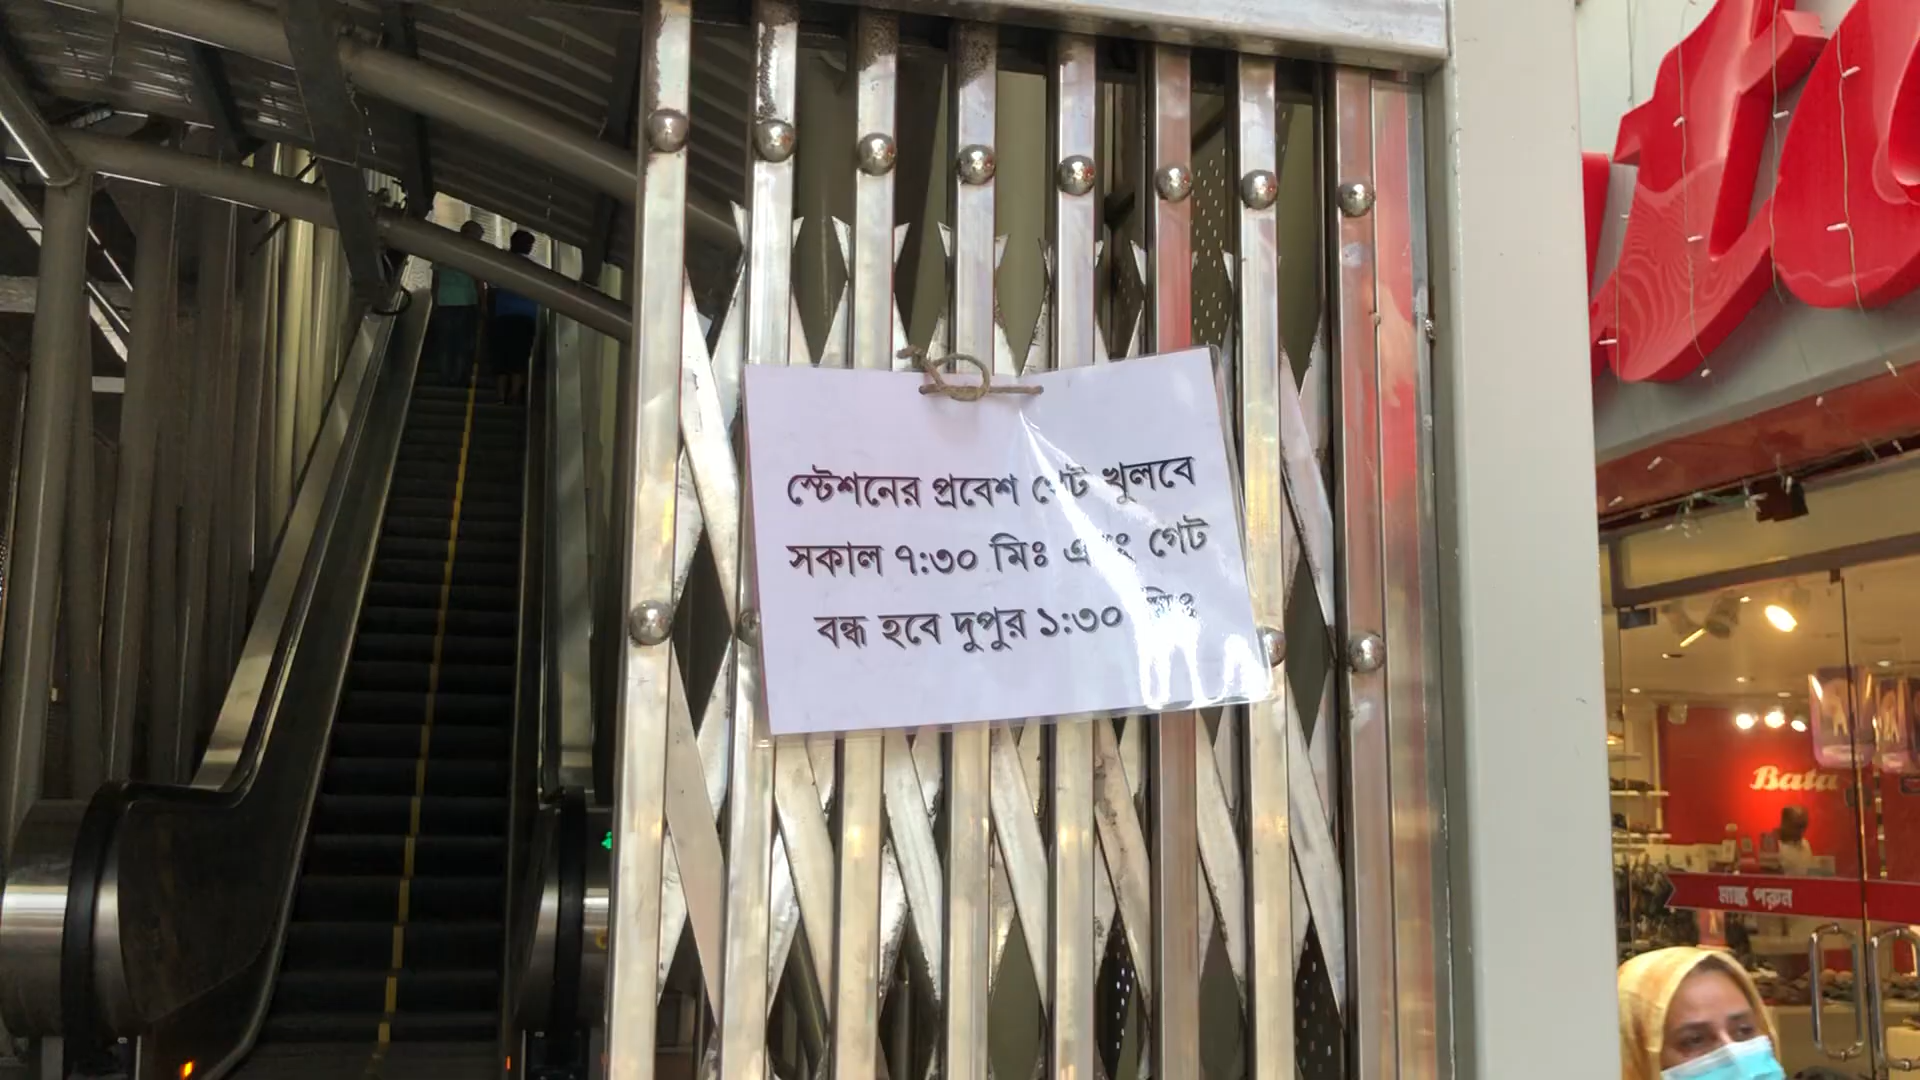 স্টেশনের প্রবেশ গেট খুলবে
সকাল ৭:৩০ মিঃ এবং গেট
বন্ধ হবে দুপুর ১:৩০ মিঃ
Bata
মাস্ক পরুন